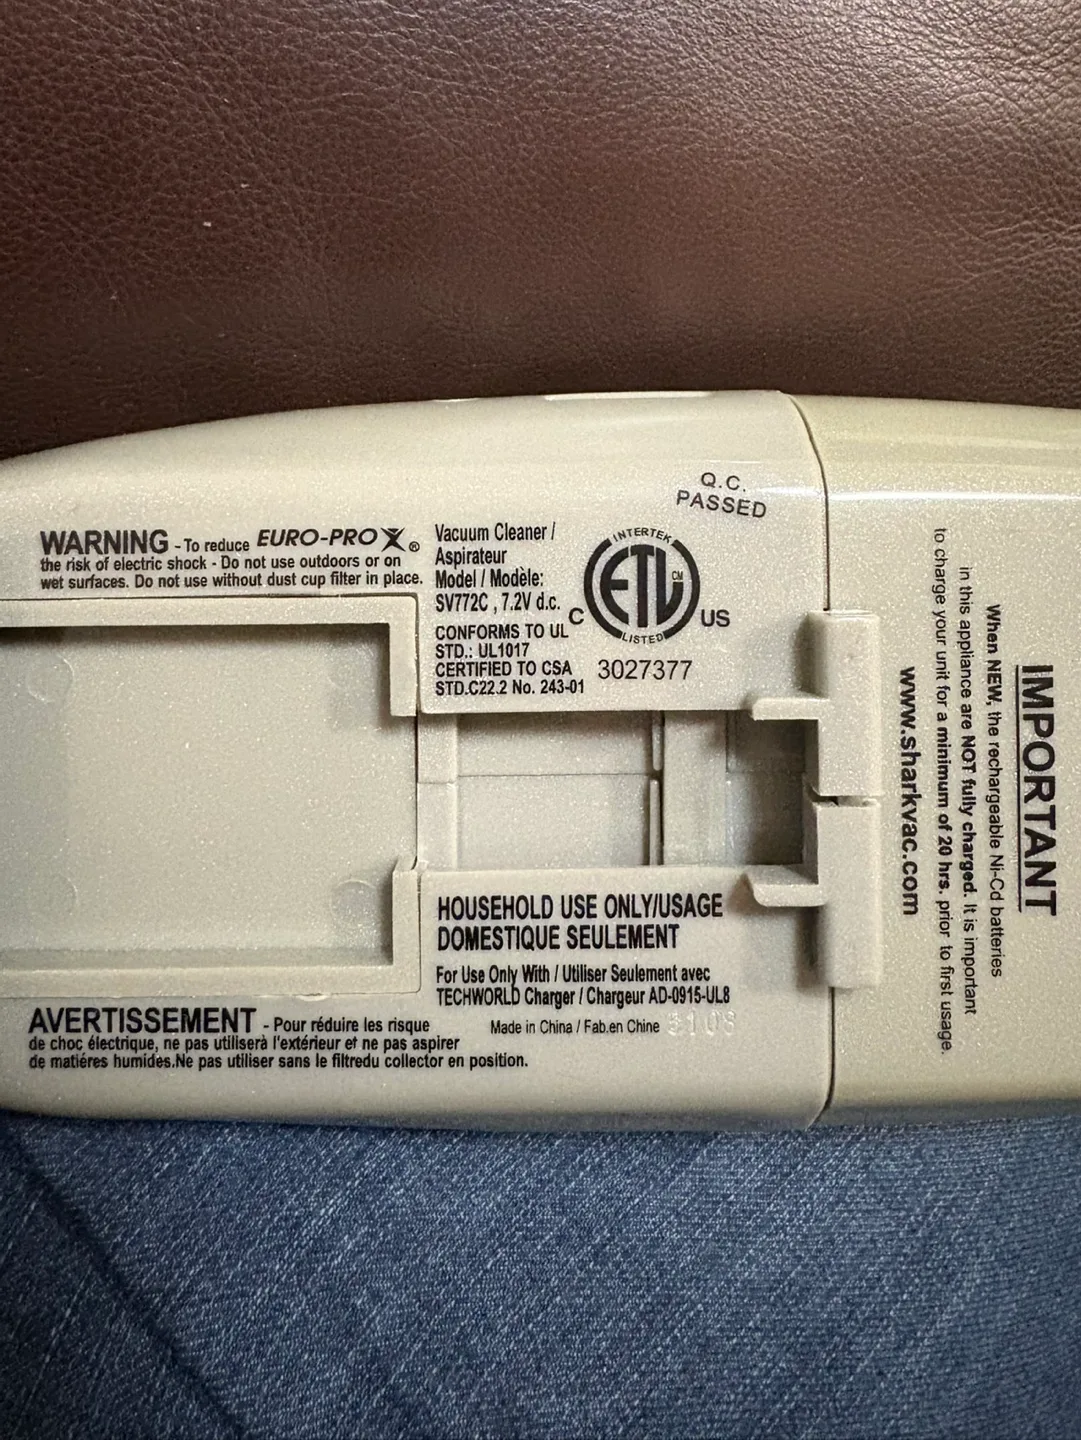 Q.C.
PASSED
WARNING - To reduce EURO-PRO X®
the risk of electric shock - Do not use outdoors or on
wet surfaces. Do not use without dust cup filter in place.
Vacuum Cleaner /
Aspirateur
Model / Modèle:
SV772C , 7.2V d.c.
CONFORMS TO UL
STD.: UL1017
CERTIFIED TO CSA
STD.C22.2 No. 243-01
INTERTEK
ETL CM
LISTED
C US
3027377
HOUSEHOLD USE ONLY/USAGE
DOMESTIQUE SEULEMENT
For Use Only With / Utiliser Seulement avec
TECHWORLD Charger / Chargeur AD-0915-UL8
Made in China / Fab.en Chine
AVERTISSEMENT - Pour réduire les risque
de choc électrique, ne pas utiliserà l'extérieur et ne pas aspirer
de matiéres humides.Ne pas utiliser sans le filtredu collector en position.
IMPORTANT
When NEW, the rechargeable Ni-Cd batteries
in this appliance are NOT fully charged. It is important
to charge your unit for a minimum of 20 hrs. prior to first usage.
www.sharkvac.com